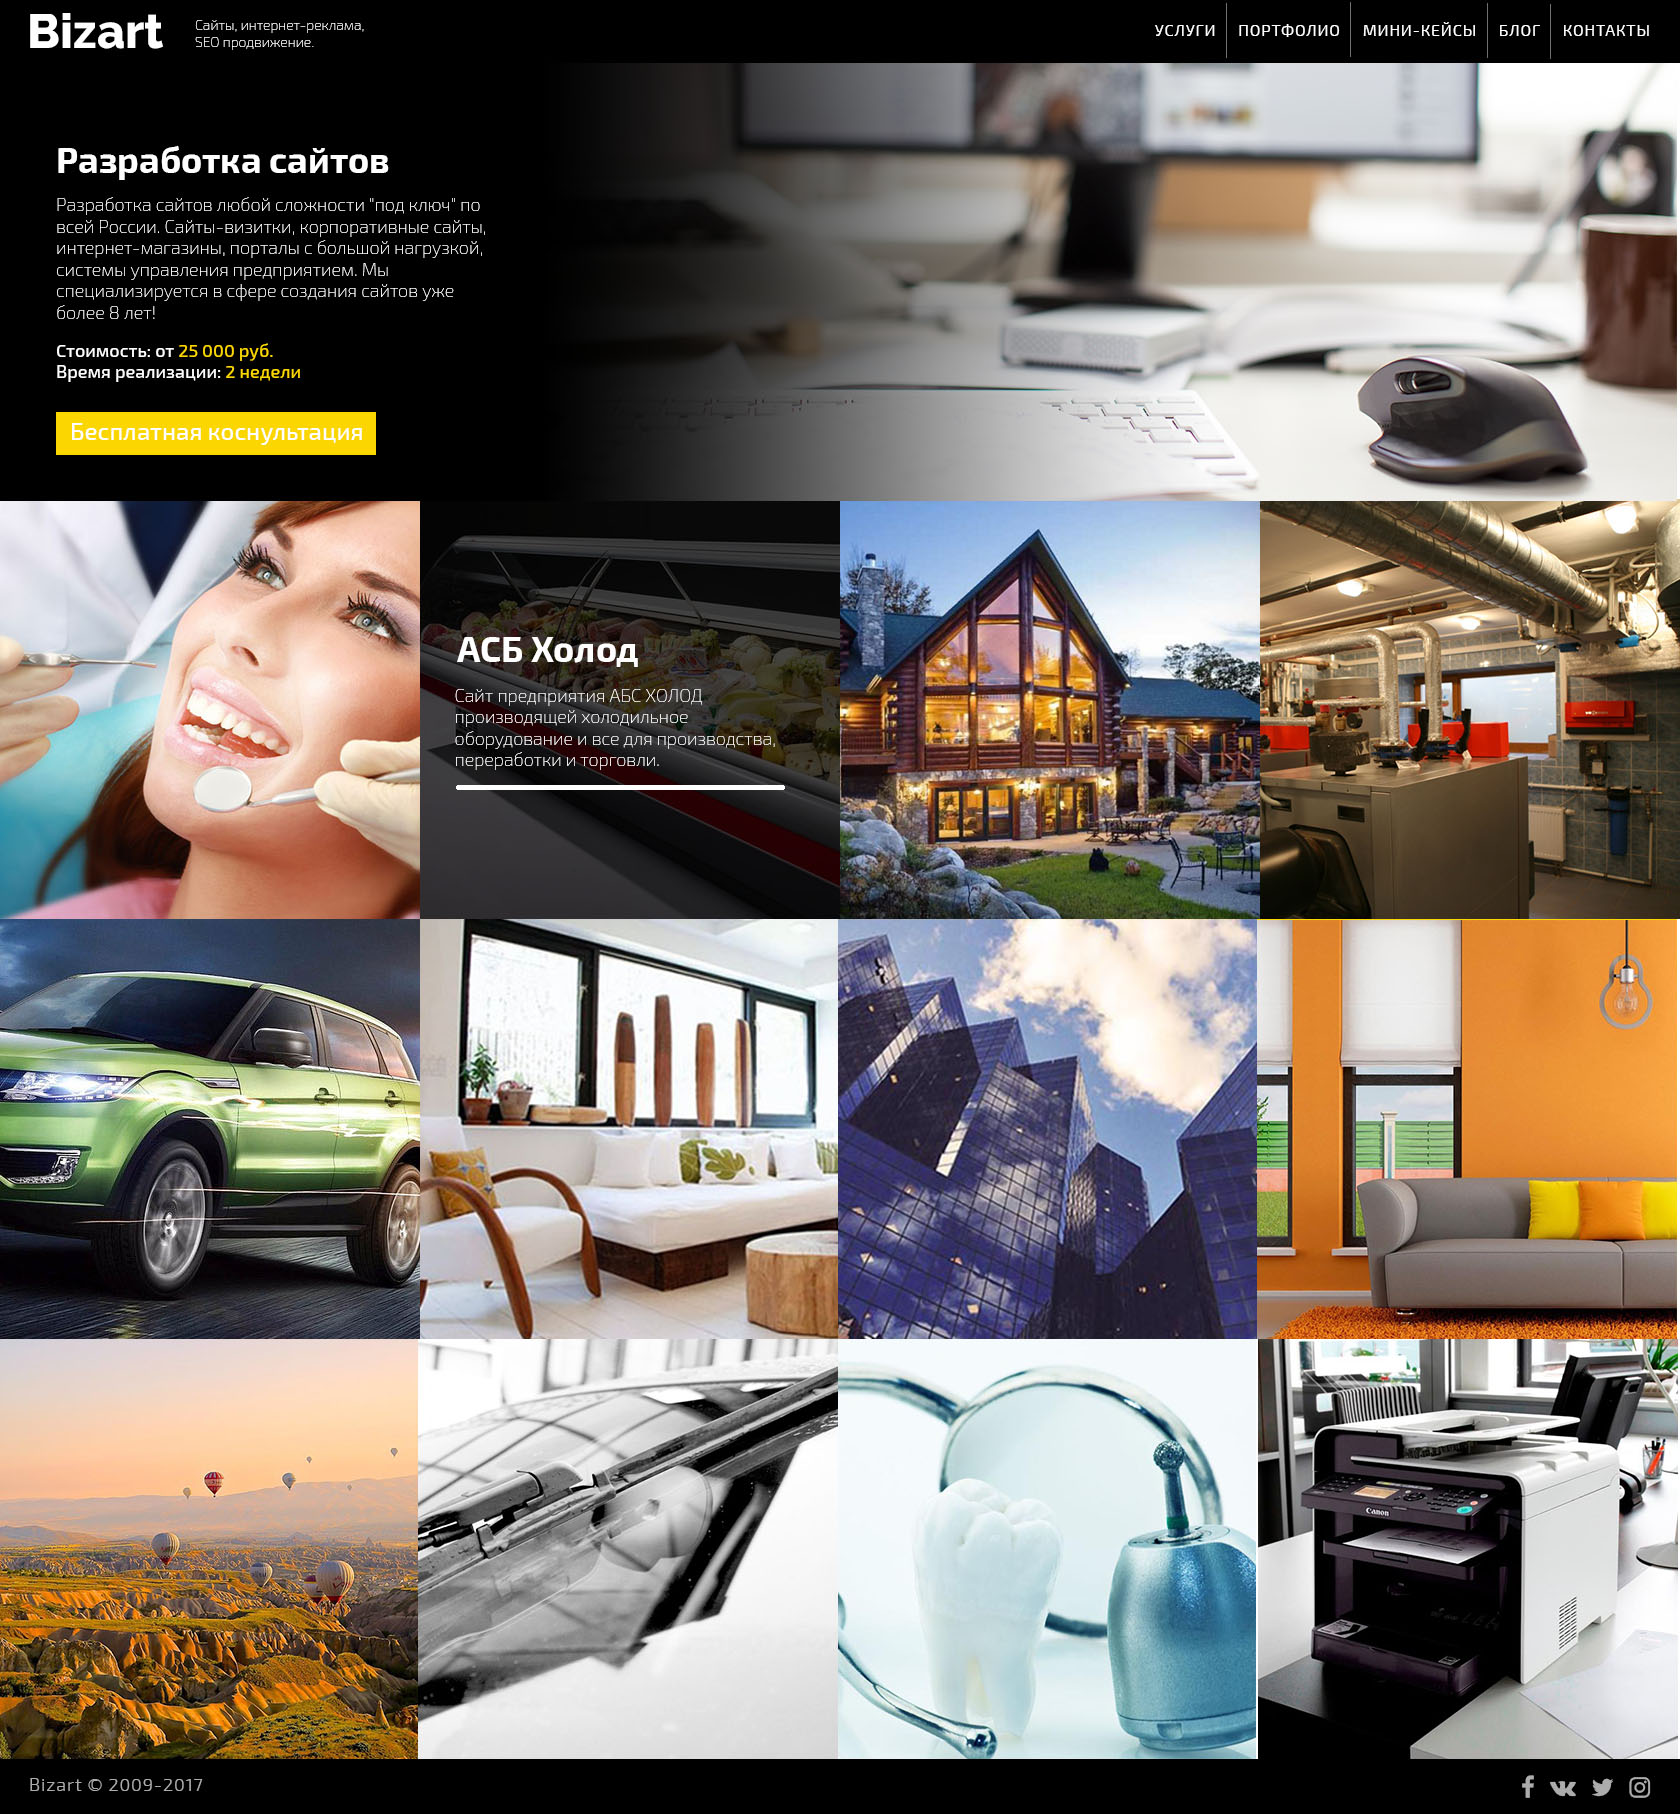 Bizart
Сайты, интернет-реклама,
SEO продвижение.
УСЛУГИ ПОРТФОЛИО МИНИ-КЕЙСЫ БЛОГ КОНТАКТЫ
Разработка сайтов
Разработка сайтов любой сложности "под ключ" по
всей России. Сайты-визитки, корпоративные сайты,
интернет-магазины, порталы с большой нагрузкой,
системы управления предприятием. Мы
специализируется в сфере создания сайтов уже
более 8 лет!
Стоимость: от 25 000 руб.
Время реализации: 2 недели
Бесплатная коснультация
АСБ Холод
Сайт предприятия АБС ХОЛОД
производящей холодильное
оборудование и все для производства,
переработки и торговли.
Canon
Bizart © 2009-2017